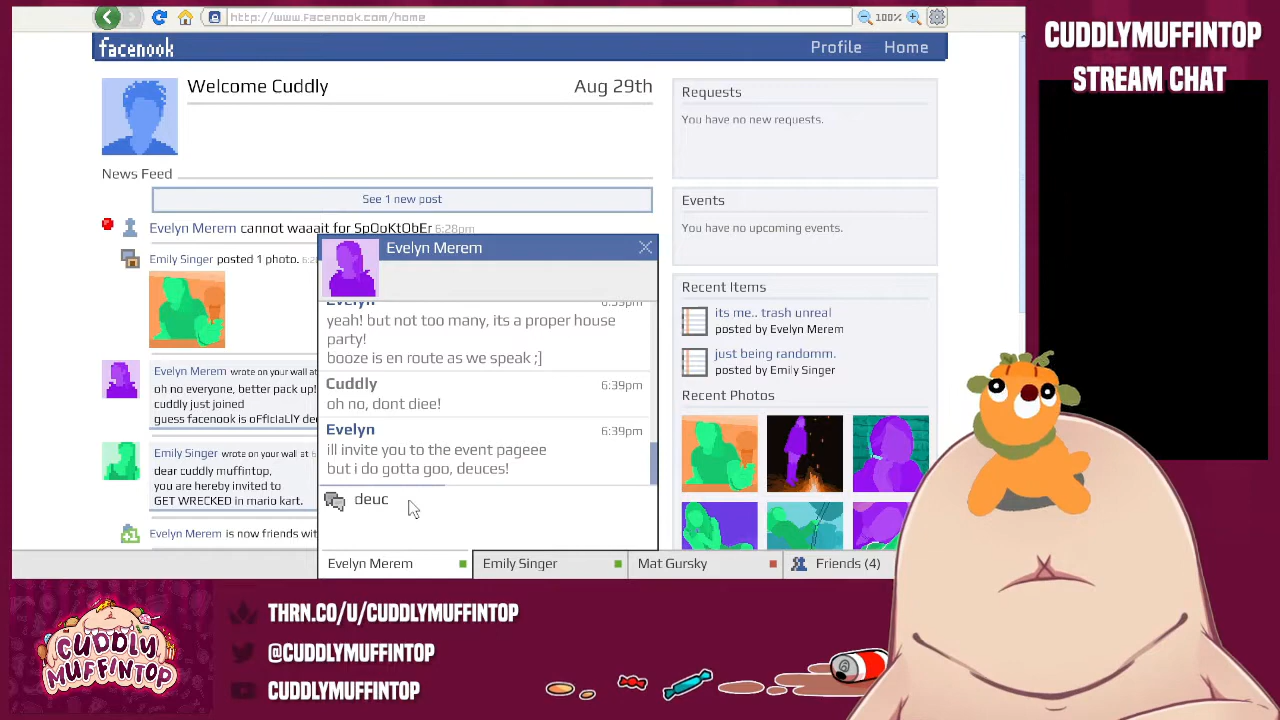 http://www.facenook.com/home
100%
facenook
Profile Home
Welcome Cuddly
Aug 29th
News Feed
See 1 new post
Evelyn Merem cannot waaait for SpOoKtObEr 6:28pm
Emily Singer posted 1 photo.
Evelyn Merem wrote on your wall at
oh no everyone, better pack up!
cuddly just joined
guess facenook is oFficiaLlY
Emily Singer wrote on your wall at
dear cuddly muffintop,
you are hereby invited to
GET WRECKED in mario kart.
+1
Evelyn Merem is now friends
Evelyn Merem
Evelyn
yeah! but not too many, its a proper house
party!
booze is en route as we speak ;]
Cuddly 6:39pm
oh no, dont diee!
Evelyn 6:39pm
ill invite you to the event pageee
but i do gotta goo, deuces!
deuc
Evelyn Merem
Emily Singer
Mat Gursky
Friends (4)
Requests
You have no new requests.
Events
You have no upcoming events.
Recent Items
its me.. trash unreal
posted by Evelyn Merem
just being randomm.
posted by Emily Singer
Recent Photos
CUDDLYMUFFINTOP
STREAM CHAT
CUDDLY
MUFFINTOP
THRN.CO/U/CUDDLYMUFFINTOP
@CUDDLYMUFFINTOP
CUDDLYMUFFINTOP